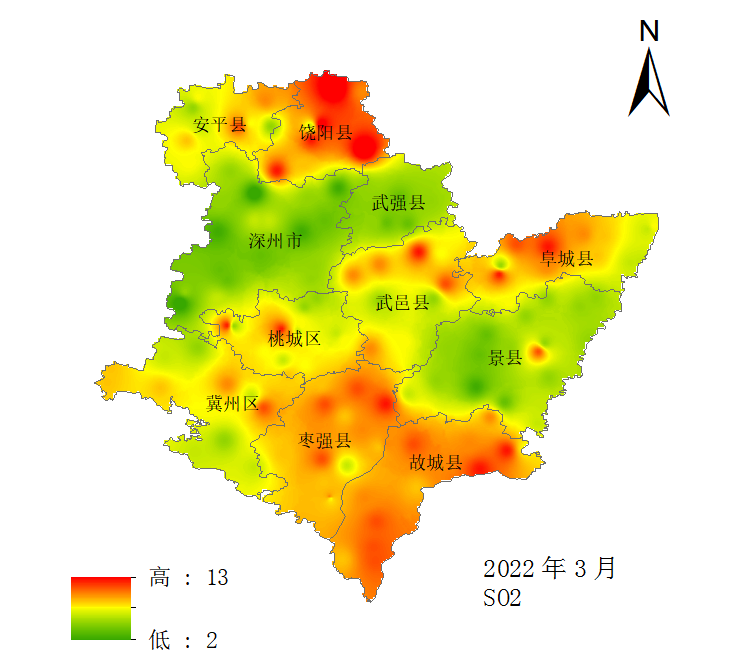 N
安平县
饶阳县
武强县
深州市
阜城县
武邑县
桃城区
景县
冀州区
枣强县
故城县
高 : 13
低 : 2
2022 年 3 月
SO2